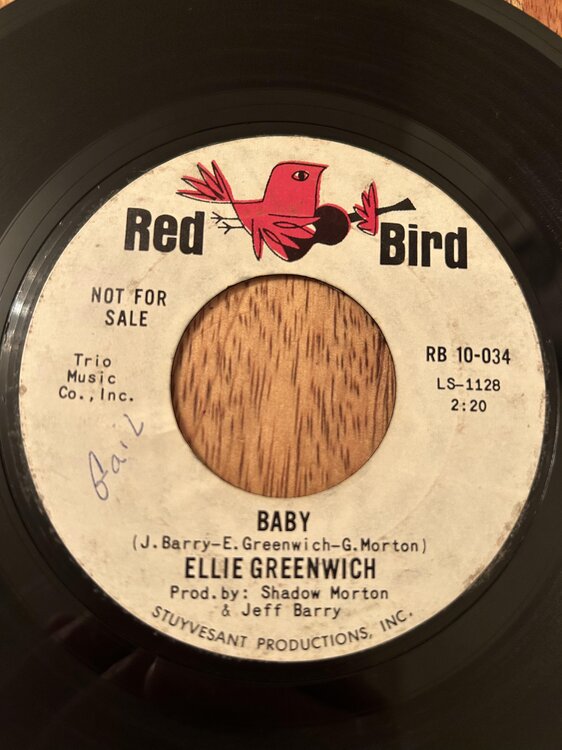 Red Bird
NOT FOR
SALE
Trio
Music
Co., Inc.
Gail
RB 10-034
LS-1128
2:20
BABY
(J. Barry-E. Greenwich-G. Morton)
ELLIE GREENWICH
Prod. by: Shadow Morton
& Jeff Barry
STUYVESANT PRODUCTIONS, INC.